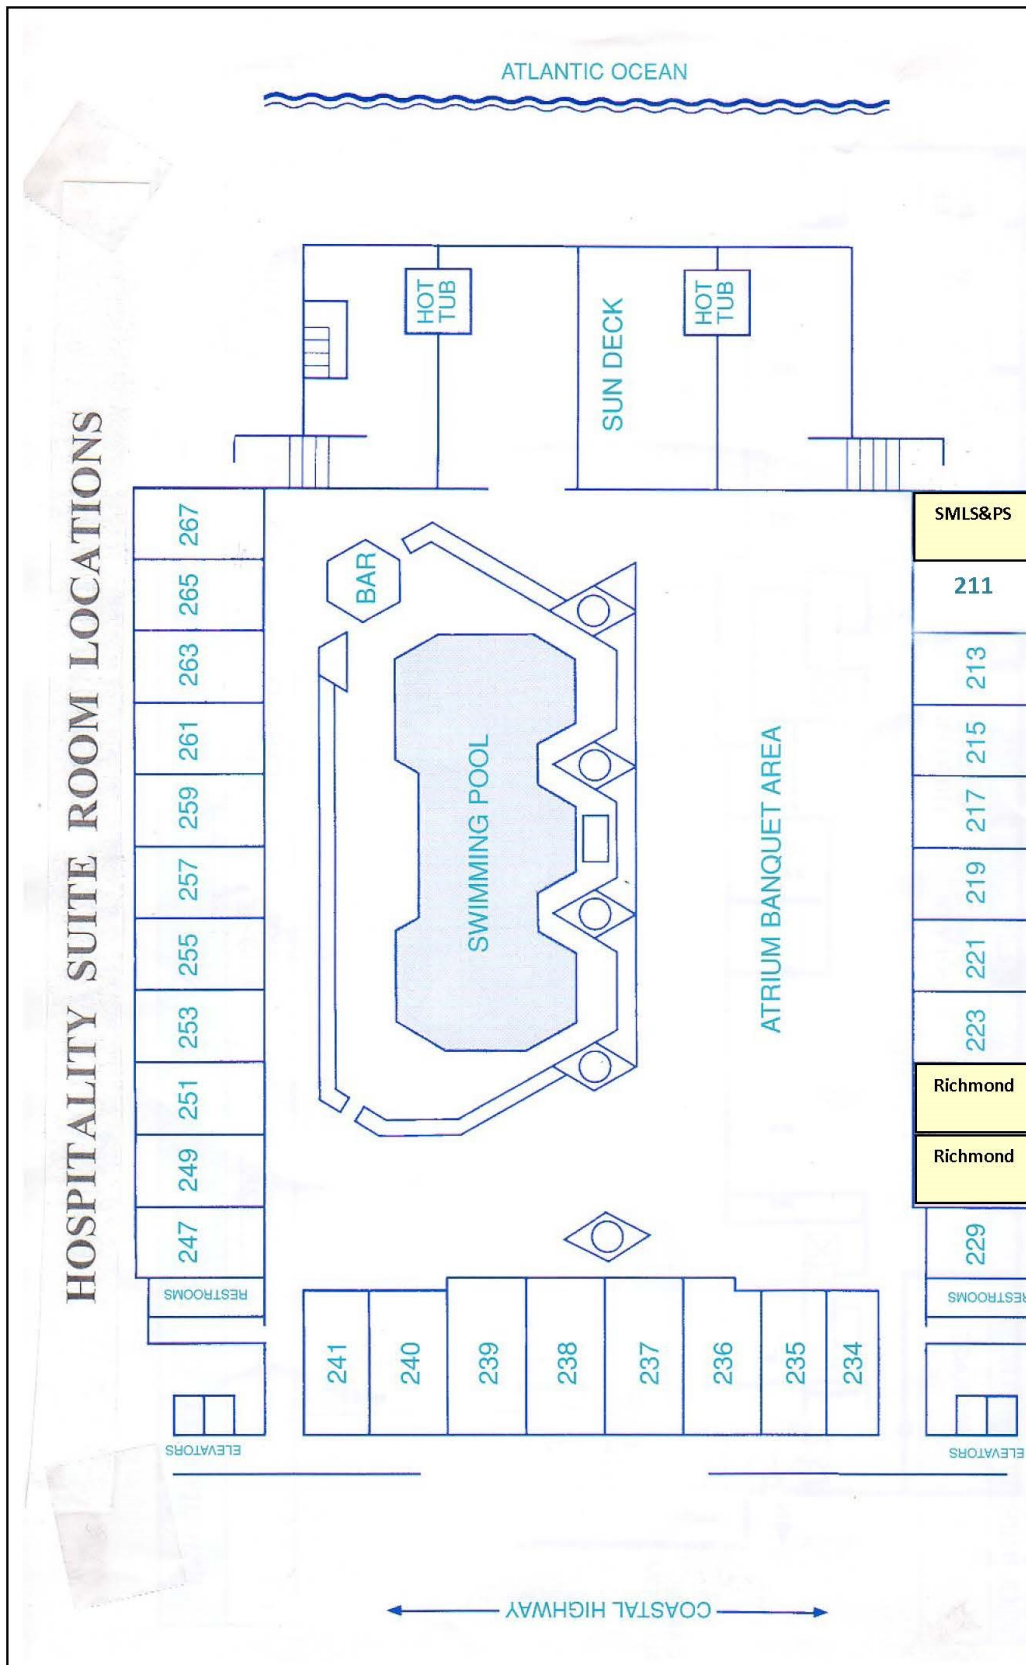 HOSPITALITY SUITE ROOM LOCATIONS
ATLANTIC OCEAN
HOT
TUB
SUN DECK
HOT
TUB
267
265
263
261
259
257
255
253
251
249
247
RESTROOMS
ELEVATORS
BAR
SWIMMING POOL
ATRIUM BANQUET AREA
SMLS&PS
211
213
215
217
219
221
223
Richmond
Richmond
229
RESTROOMS
ELEVATORS
241
240
239
238
237
236
235
234
COASTAL HIGHWAY